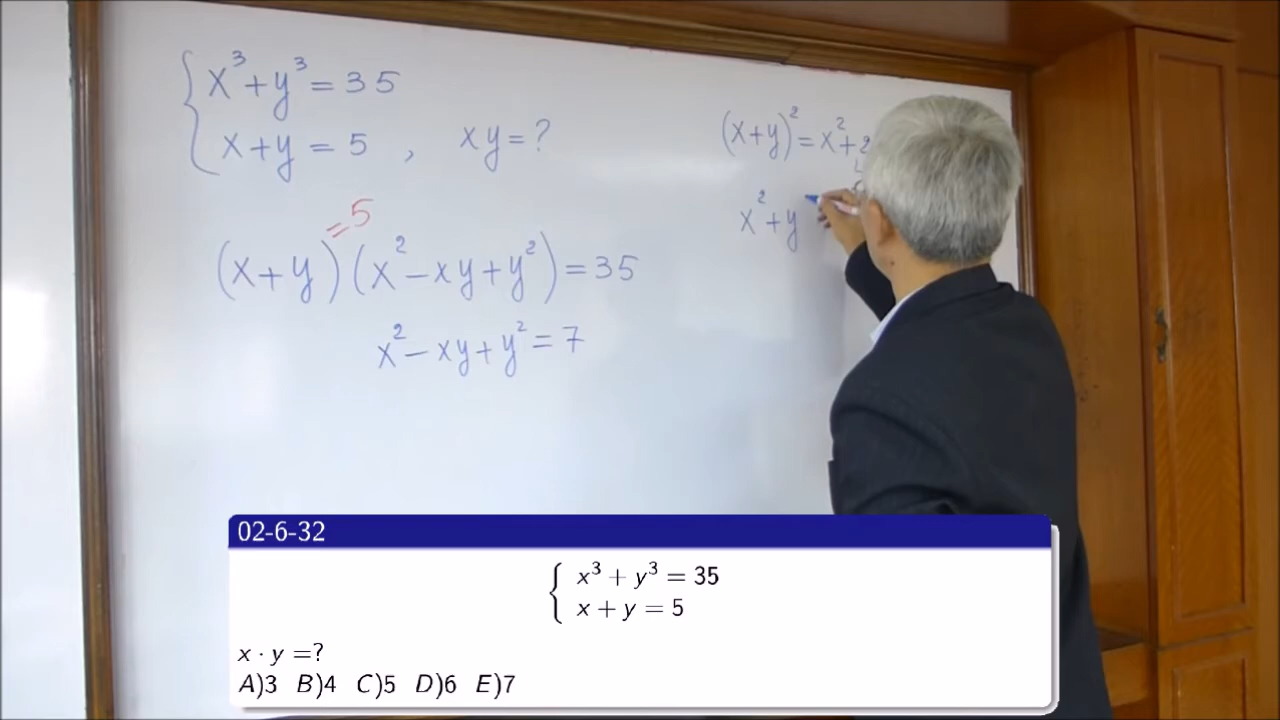 x³+y³=35
x+y=5, xy=?
=5
(x+y)(x²-xy+y²)=35
x²-xy+y²=7
(x+y)²=x²+2
x²+y
02-6-32
x³ + y³ = 35
x + y = 5
x · y =?
A)3 B)4 C)5 D)6 E)7